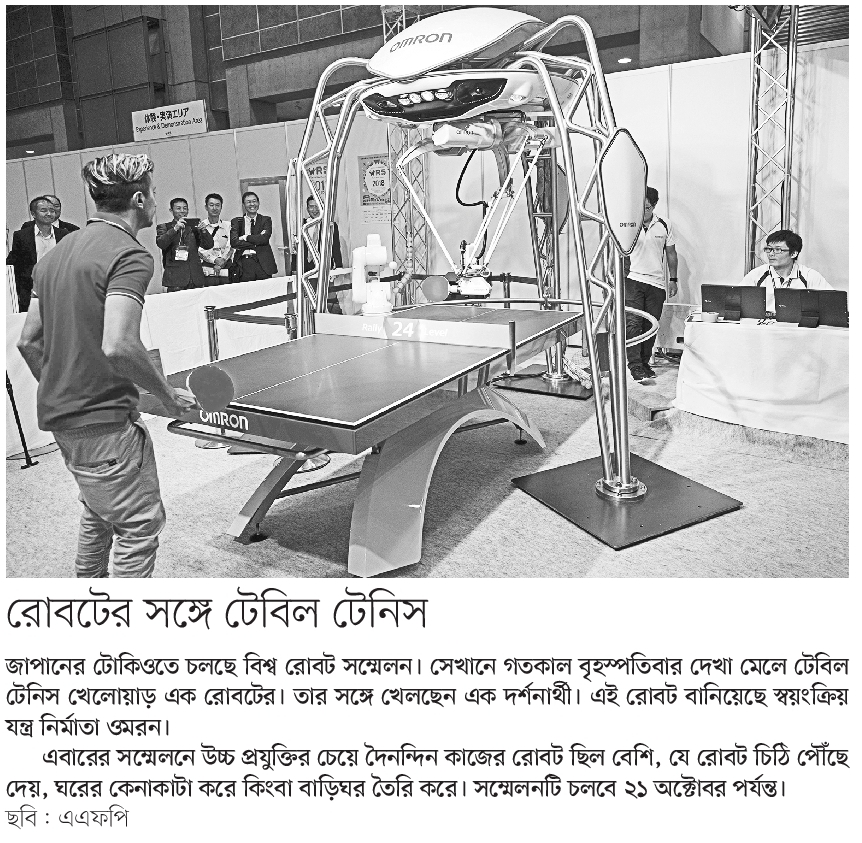 OMRON
体験・実演エリア
Experience & Demonstration Area
WRS
2018
Rally 24 Level
OMRON
রোবটের সঙ্গে টেবিল টেনিস
জাপানের টোকিওতে চলছে বিশ্ব রোবট সম্মেলন। সেখানে গতকাল বৃহস্পতিবার দেখা মেলে টেবিল
টেনিস খেলোয়াড় এক রোবটের। তার সঙ্গে খেলছেন এক দর্শনার্থী। এই রোবট বানিয়েছে স্বয়ংক্রিয়
যন্ত্র নির্মাতা ওমরন।
এবারের সম্মেলনে উচ্চ প্রযুক্তির চেয়ে দৈনন্দিন কাজের রোবট ছিল বেশি, যে রোবট চিঠি পৌঁছে
দেয়, ঘরের কেনাকাটা করে কিংবা বাড়িঘর তৈরি করে। সম্মেলনটি চলবে ২১ অক্টোবর পর্যন্ত।
ছবি : এএফপি